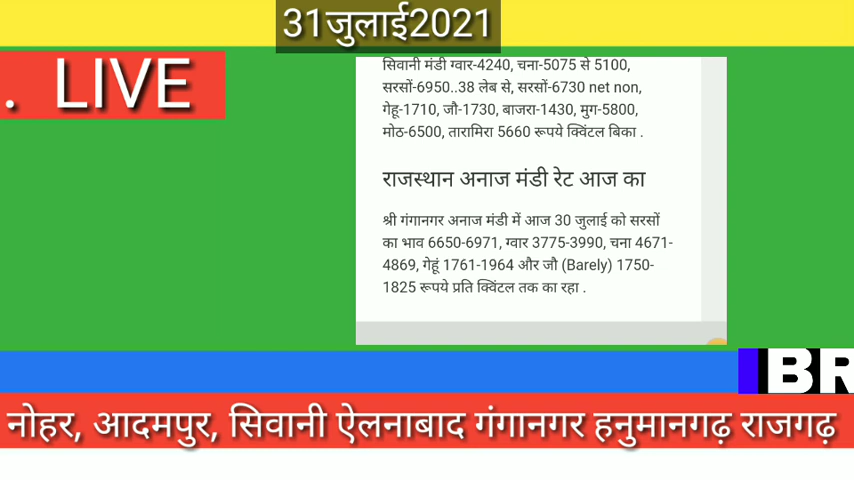 31जुलाई2021
. LIVE
सिवानी मंडी ग्वार-4240, चना-5075 से 5100,
सरसों-6950..38 लेब से, सरसों-6730 net non,
गेहू-1710, जौ-1730, बाजरा-1430, मुग-5800,
मोठ-6500, तारामिरा 5660 रूपये क्विंटल बिका .
राजस्थान अनाज मंडी रेट आज का
श्री गंगानगर अनाज मंडी में आज 30 जुलाई को सरसों
का भाव 6650-6971, ग्वार 3775-3990, चना 4671-
4869, गेहूं 1761-1964 और जौ (Barely) 1750-
1825 रूपये प्रति क्विंटल तक का रहा .
BR
नोहर, आदमपुर, सिवानी ऐलनाबाद गंगानगर हनुमानगढ़ राजगढ़